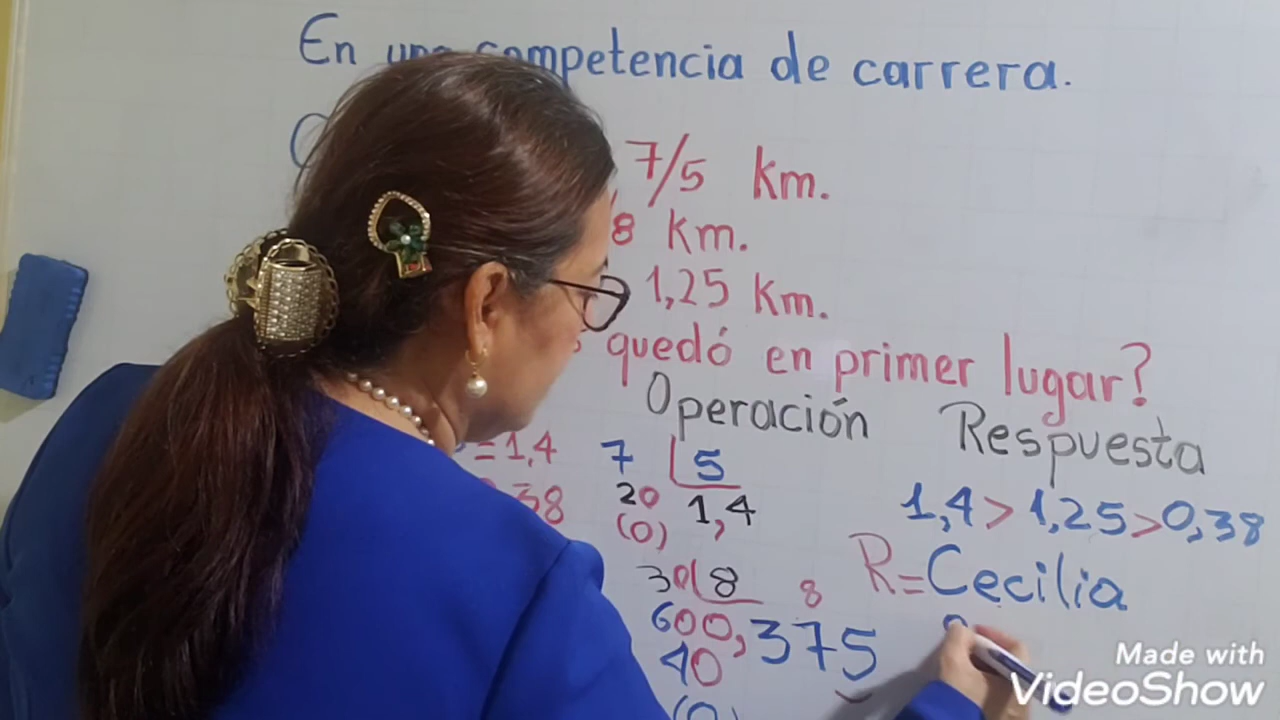 En una competencia de carrera.
7/5 km.
8 km.
1,25 km.
quedó en primer lugar?
Operación Respuesta
=1,4 7 5
20 1,4 1,4>1,25>0,38
38 (0)
30 8 8 R=Cecilia
600,375
40
(0)
Made with
VideoShow